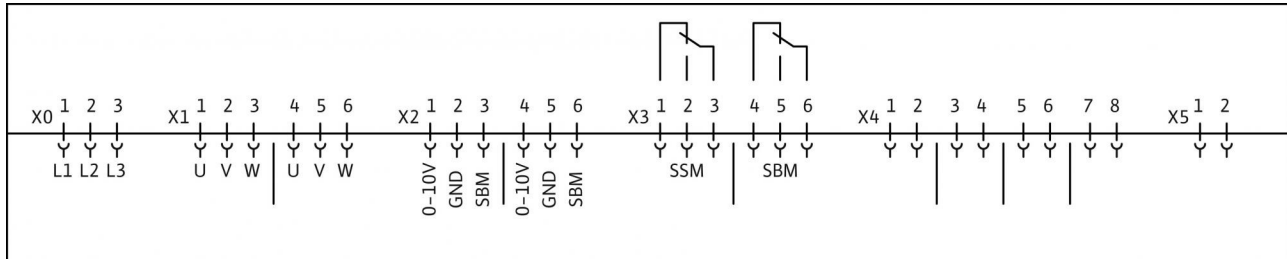 X0 1 2 3 X1 1 2 3 4 5 6 X2 1 2 3 4 5 6 X3 1 2 3 4 5 6 X4 1 2 3 4 5 6 7 8 X5 1 2
L1 L2 L3 U V W U V W 0–10V GND SBM 0–10V GND SBM SSM SBM